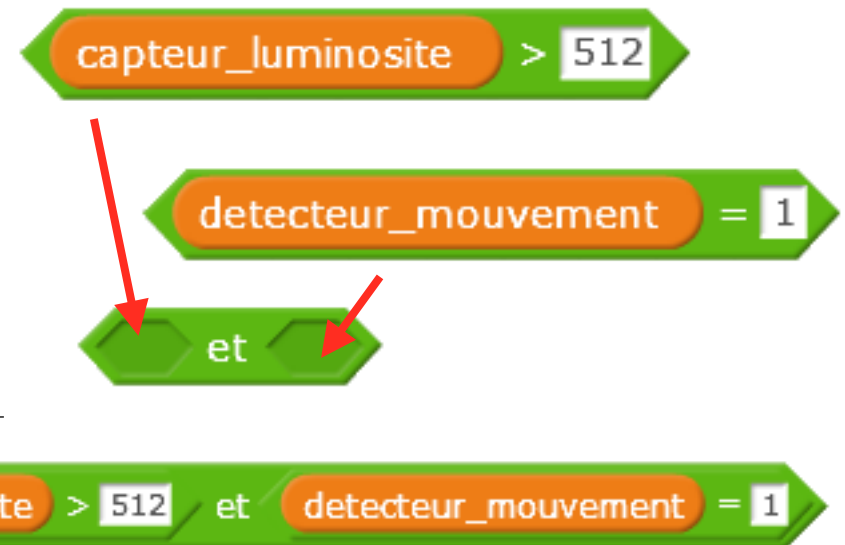 capteur_luminosite > 512
detecteur_mouvement = 1
et
te > 512 et detecteur_mouvement = 1